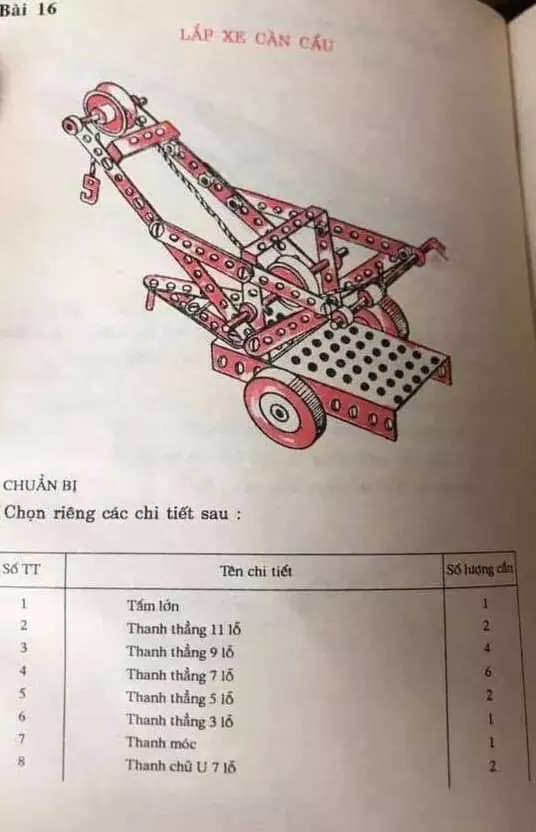 Bài 16
LẮP XE CẦN CẨU
CHUẨN BỊ
Chọn riêng các chi tiết sau :
Số TT Tên chi tiết Số lượng cần
1 Tấm lớn 1
2 Thanh thẳng 11 lỗ 2
3 Thanh thẳng 9 lỗ 4
4 Thanh thẳng 7 lỗ 6
5 Thanh thẳng 5 lỗ 2
6 Thanh thẳng 3 lỗ 1
7 Thanh móc 1
8 Thanh chữ U 7 lỗ 2